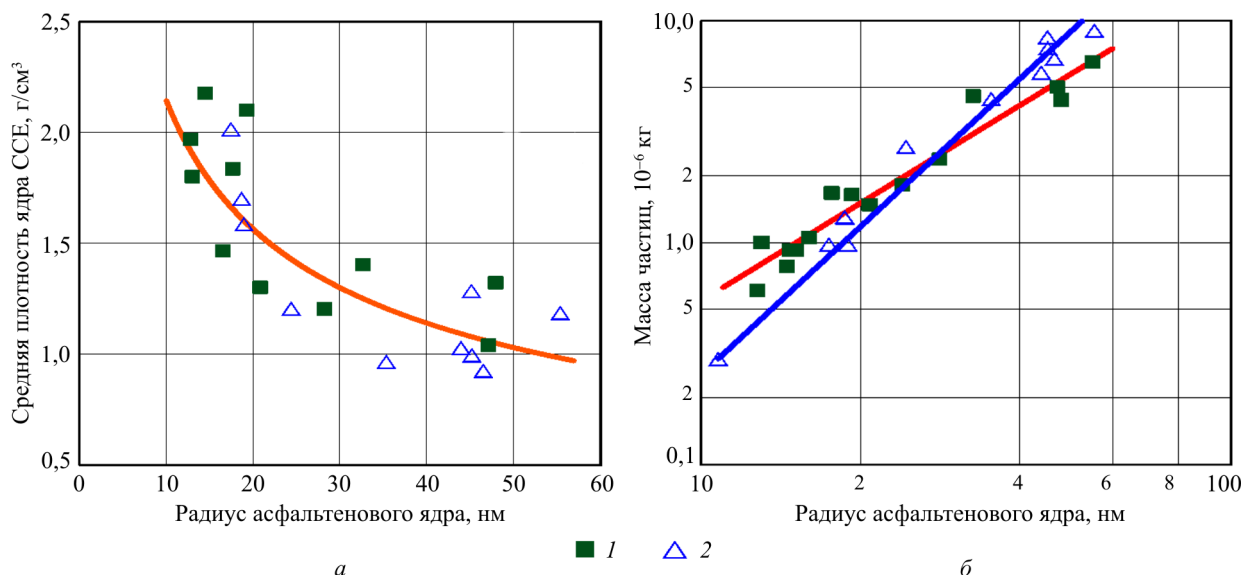 Средняя плотность ядра ССЕ, г/см³
2,5
2,0
1,5
1,0
0,5
0 10 20 30 40 50 60
Радиус асфальтенового ядра, нм
а
Масса частиц, 10⁻⁶ кг
10,0
5
2
1,0
5
2
0,1
10 2 4 6 8 100
Радиус асфальтенового ядра, нм
б
1 2